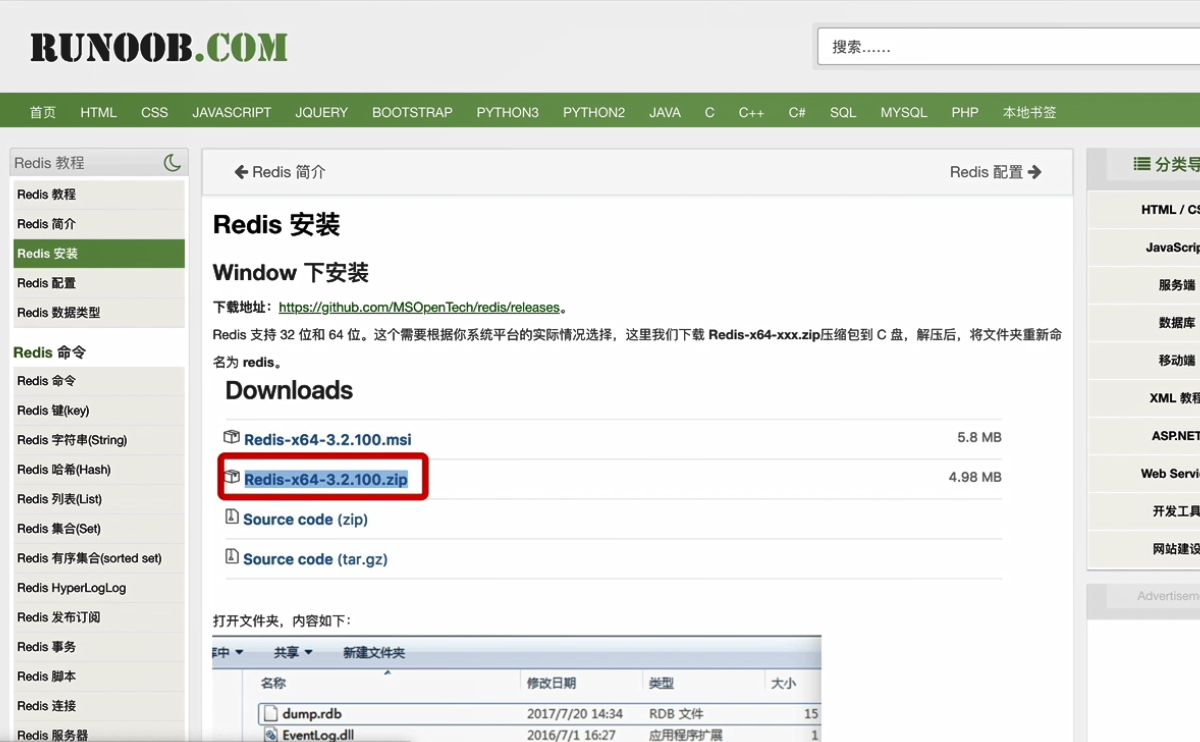 RUNOOB.COM
搜索……
首页 HTML CSS JAVASCRIPT JQUERY BOOTSTRAP PYTHON3 PYTHON2 JAVA C C++ C# SQL MYSQL PHP 本地书签
Redis 教程
Redis 教程
Redis 简介
Redis 安装
Redis 配置
Redis 数据类型
Redis 命令
Redis 命令
Redis 键(key)
Redis 字符串(String)
Redis 哈希(Hash)
Redis 列表(List)
Redis 集合(Set)
Redis 有序集合(sorted set)
Redis HyperLogLog
Redis 发布订阅
Redis 事务
Redis 脚本
Redis 连接
Redis 服务器
Redis 简介
Redis 配置
Redis 安装
Window 下安装
下载地址：https://github.com/MSOpenTech/redis/releases。
Redis 支持 32 位和 64 位。这个需要根据你系统平台的实际情况选择，这里我们下载 Redis-x64-xxx.zip压缩包到 C 盘，解压后，将文件夹重新命
名为 redis。
Downloads
Redis-x64-3.2.100.msi 5.8 MB
Redis-x64-3.2.100.zip 4.98 MB
Source code (zip)
Source code (tar.gz)
打开文件夹，内容如下：
库中 共享 新建文件夹
名称 修改日期 类型 大小
dump.rdb 2017/7/20 14:34 RDB 文件 15
EventLog.dll 2016/7/1 16:27 应用程序扩展 1
分类导
HTML / CS
JavaScrip
服务端
数据库
移动端
XML 教程
ASP.NET
Web Servi
开发工具
网站建设
Advertisem